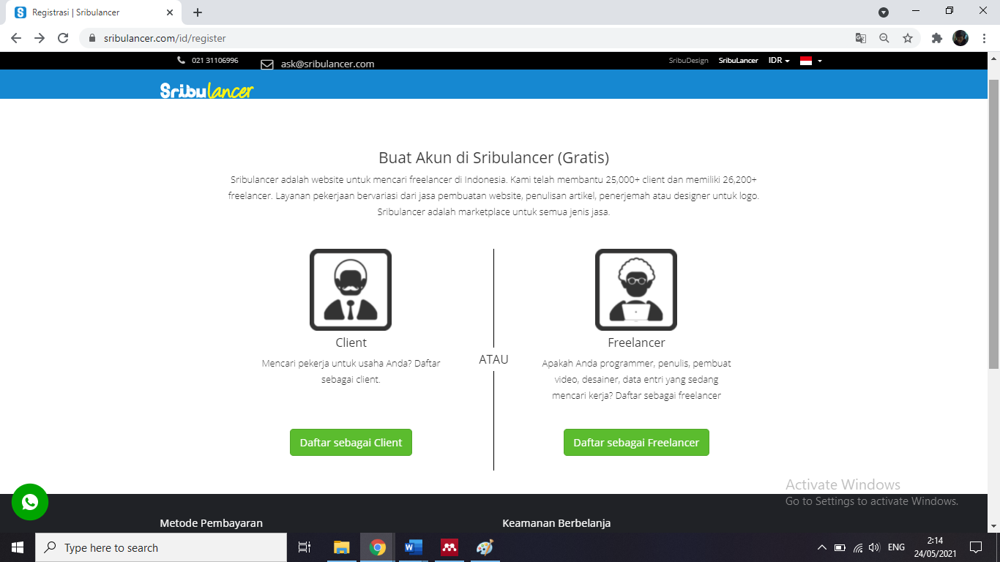 Registrasi | Sribulancer
sribulancer.com/id/register
021 31106996
ask@sribulancer.com
SribuDesign
SribuLancer
IDR
Sribulancer
Buat Akun di Sribulancer (Gratis)
Sribulancer adalah website untuk mencari freelancer di Indonesia. Kami telah membantu 25,000+ client dan memiliki 26,200+
freelancer. Layanan pekerjaan bervariasi dari jasa pembuatan website, penulisan artikel, penerjemah atau designer untuk logo.
Sribulancer adalah marketplace untuk semua jenis jasa.
Client
Mencari pekerja untuk usaha Anda? Daftar
sebagai client.
Daftar sebagai Client
ATAU
Freelancer
Apakah Anda programmer, penulis, pembuat
video, desainer, data entri yang sedang
mencari kerja? Daftar sebagai freelancer
Daftar sebagai Freelancer
Activate Windows
Go to Settings to activate Windows.
Metode Pembayaran
Keamanan Berbelanja
Type here to search
ENG
2:14
24/05/2021